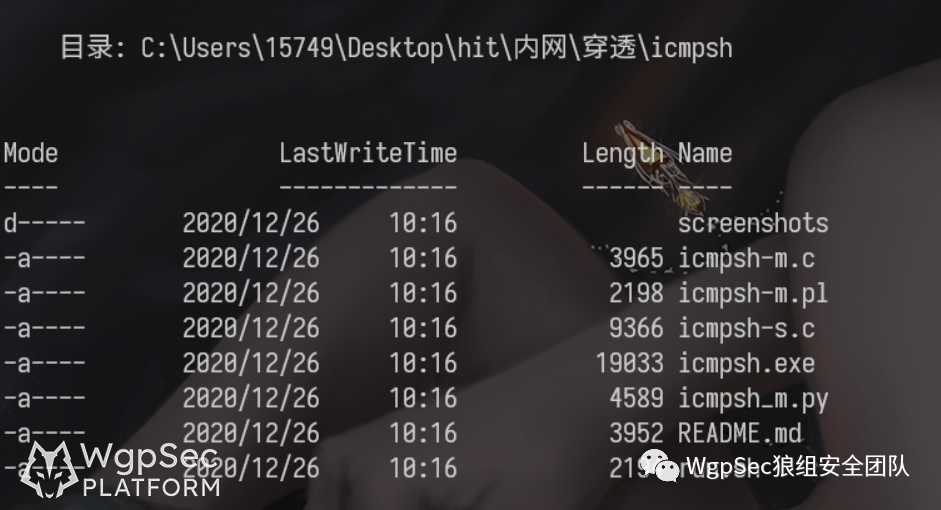 目录: C:\Users\15749\Desktop\hit\内网\穿透\icmpsh
Mode LastWriteTime Length Name
---- ------------- ------ ----
d----- 2020/12/26 10:16 screenshots
-a---- 2020/12/26 10:16 3965 icmpsh-m.c
-a---- 2020/12/26 10:16 2198 icmpsh-m.pl
-a---- 2020/12/26 10:16 9366 icmpsh-s.c
-a---- 2020/12/26 10:16 19033 icmpsh.exe
-a---- 2020/12/26 10:16 4589 icmpsh_m.py
-a---- 2020/12/26 10:16 3952 README.md
-a---- 2020/12/26 10:16
WgpSec
PLATFORM
WgpSec狼组安全团队